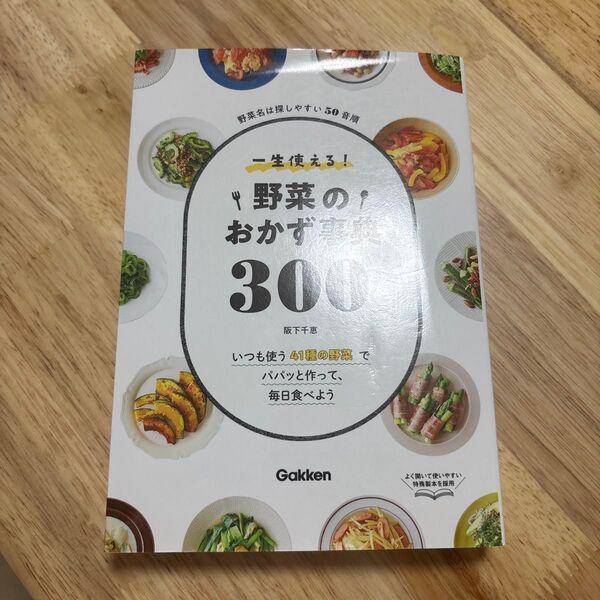 野菜名は探しやすい50音順
一生使える!
野菜の
おかず事典
300
阪下千恵
いつも使う 41種の野菜 で
パパッと作って、
毎日食べよう
Gakken
よく開いて使いやすい
特殊製本を採用